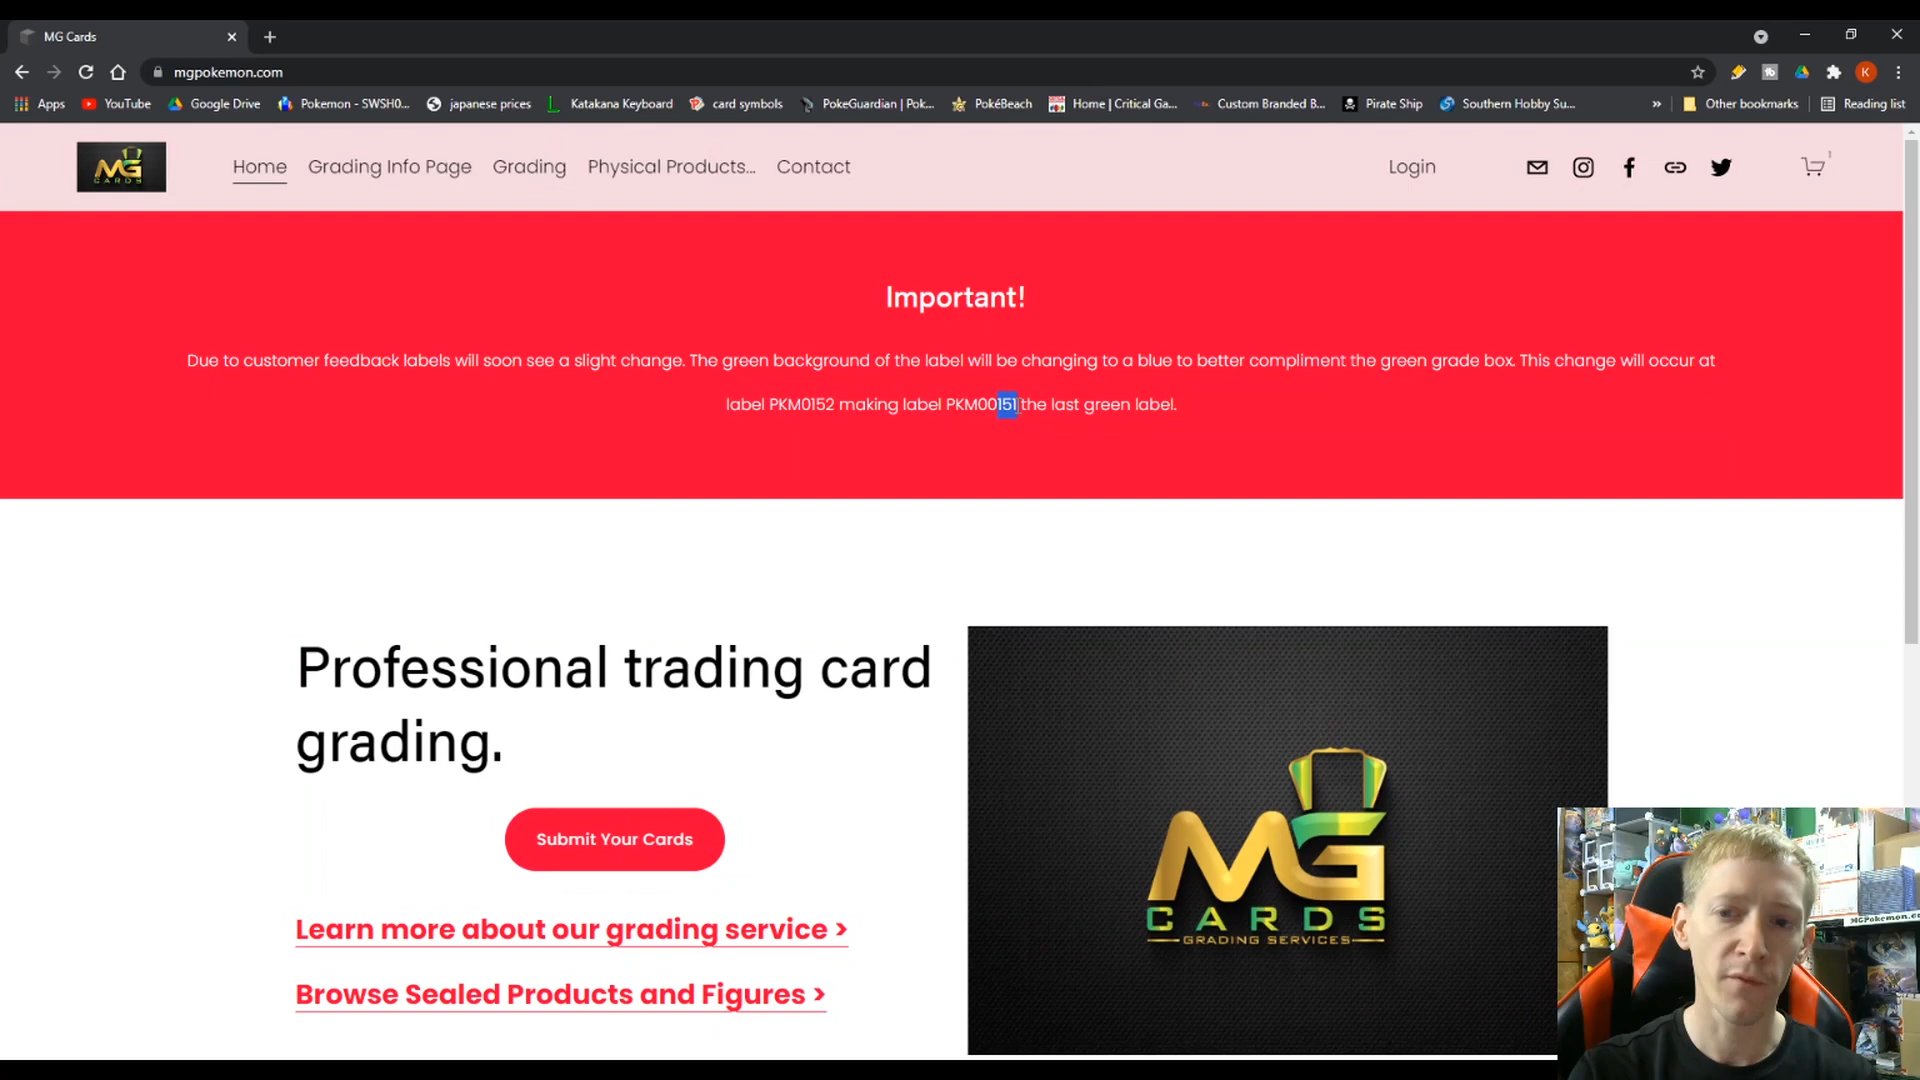 MG Cards
mgpokemon.com
K
Apps YouTube Google Drive Pokemon - SWSH0... japanese prices Katakana Keyboard card symbols PokeGuardian | Pok... PokéBeach Home | Critical Ga... Custom Branded B... Pirate Ship Southern Hobby Su... » Other bookmarks Reading list
MG CARDS
Home Grading Info Page Grading Physical Products... Contact Login 1
Important!
Due to customer feedback labels will soon see a slight change. The green background of the label will be changing to a blue to better compliment the green grade box. This change will occur at
label PKM0152 making label PKM00151 the last green label.
Professional trading card
grading.
Submit Your Cards
Learn more about our grading service >
Browse Sealed Products and Figures >
MG
CARDS
GRADING SERVICES